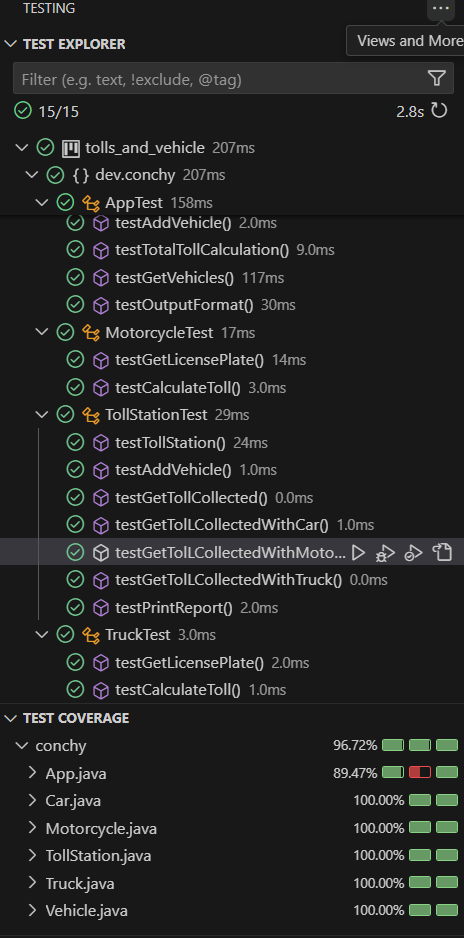 TESTING
Views and More
TEST EXPLORER
Filter (e.g. text, !exclude, @tag)
15/15 2.8s
tolls_and_vehicle 207ms
{} dev.conchy 207ms
AppTest 158ms
testAddVehicle() 2.0ms
testTotalTollCalculation() 9.0ms
testGetVehicles() 117ms
testOutputFormat() 30ms
MotorcycleTest 17ms
testGetLicensePlate() 14ms
testCalculateToll() 3.0ms
TollStationTest 29ms
testTollStation() 24ms
testAddVehicle() 1.0ms
testGetTollCollected() 0.0ms
testGetTolLCollectedWithCar() 1.0ms
testGetTolLCollectedWithMoto...
testGetTolLCollectedWithTruck() 0.0ms
testPrintReport() 2.0ms
TruckTest 3.0ms
testGetLicensePlate() 2.0ms
testCalculateToll() 1.0ms
TEST COVERAGE
conchy 96.72%
App.java 89.47%
Car.java 100.00%
Motorcycle.java 100.00%
TollStation.java 100.00%
Truck.java 100.00%
Vehicle.java 100.00%